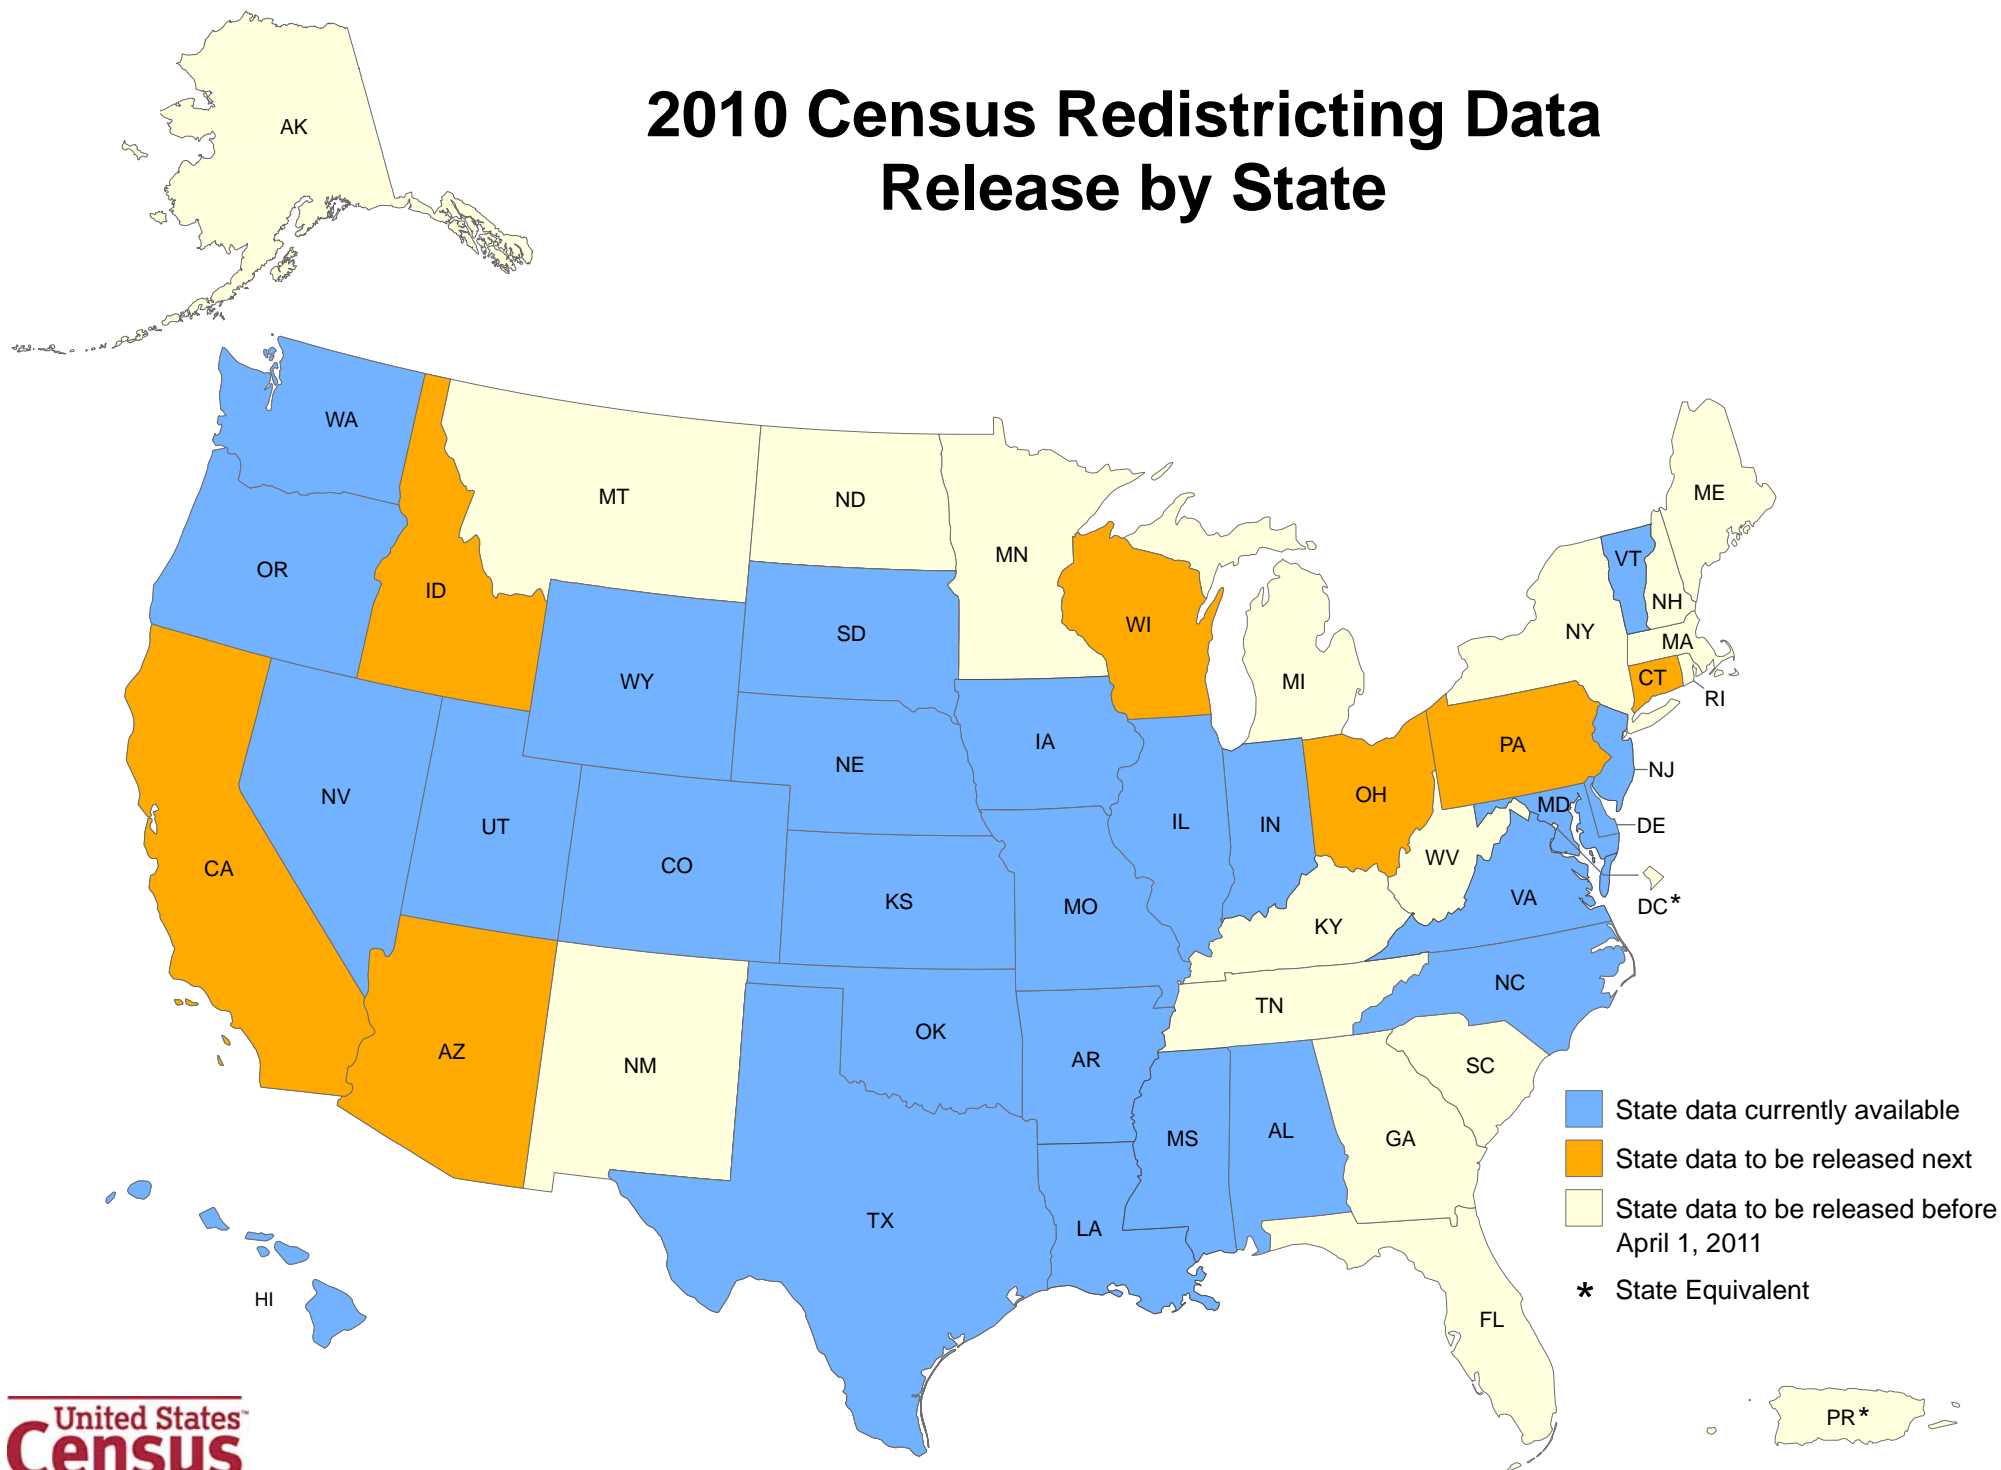 2010 Census Redistricting Data
Release by State
AK
WA
MT
ND
MN
ME
OR
ID
VT
NH
WI
NY
SD
MA
WY
MI
CT
RI
IA
PA
NE
NJ
NV
OH
MD
UT
IL
IN
DE
CO
WV
CA
KS
MO
VA
DC*
KY
NC
TN
OK
AZ
NM
AR
SC
State data currently available
MS
AL
GA
State data to be released next
State data to be released before
April 1, 2011
TX
LA
State Equivalent
*
HI
FL
PR*
United States™
Census